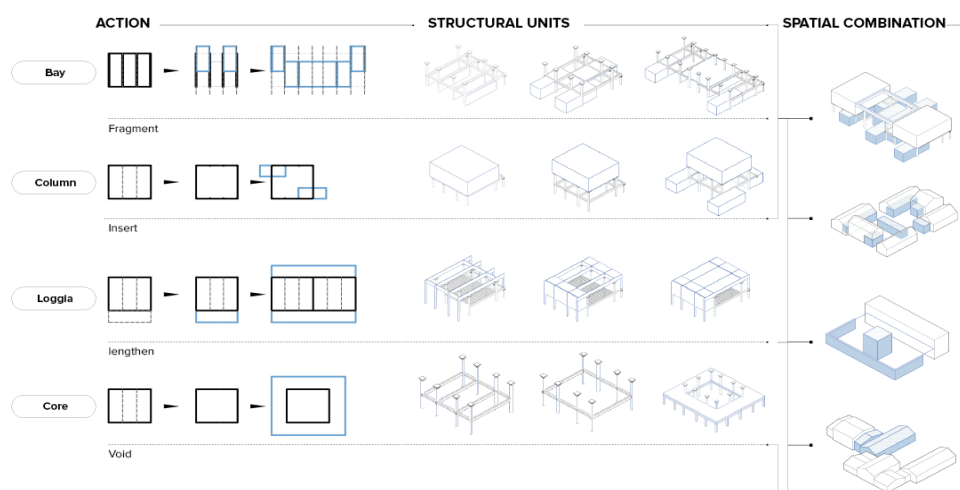 ACTION
STRUCTURAL UNITS
SPATIAL COMBINATION
Bay
Fragment
Column
Insert
Loggia
lengthen
Core
Void